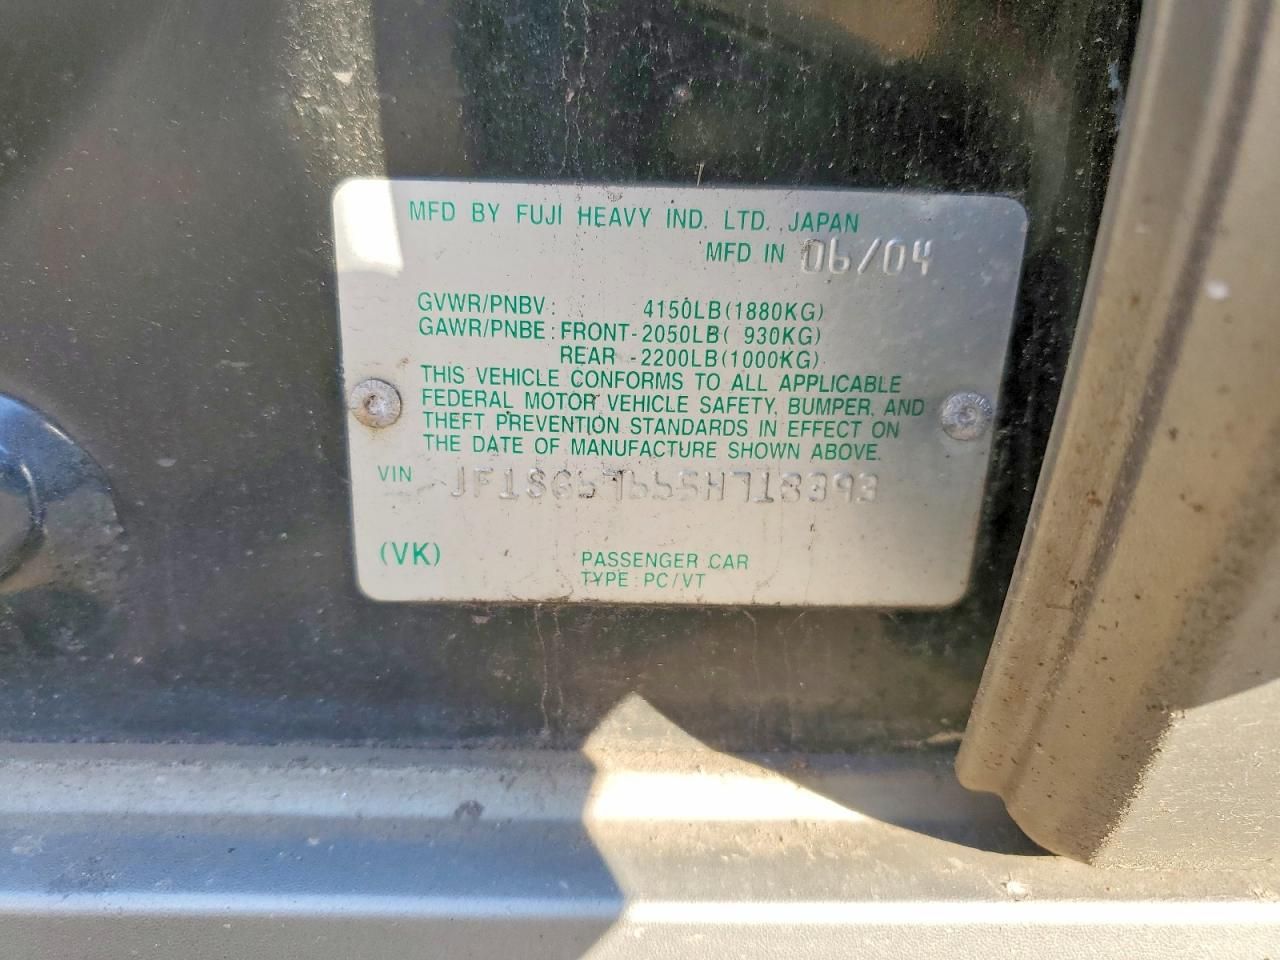 MFD BY FUJI HEAVY IND. LTD. JAPAN
MFD IN 06/04
GVWR/PNBV: 4150LB(1880KG)
GAWR/PNBE: FRONT-2050LB( 930KG)
REAR -2200LB(1000KG)
THIS VEHICLE CONFORMS TO ALL APPLICABLE
FEDERAL MOTOR VEHICLE SAFETY, BUMPER, AND
THEFT PREVENTION STANDARDS IN EFFECT ON
THE DATE OF MANUFACTURE SHOWN ABOVE.
VIN JF1SG67665H718393
(VK) PASSENGER CAR
TYPE : PC/VT